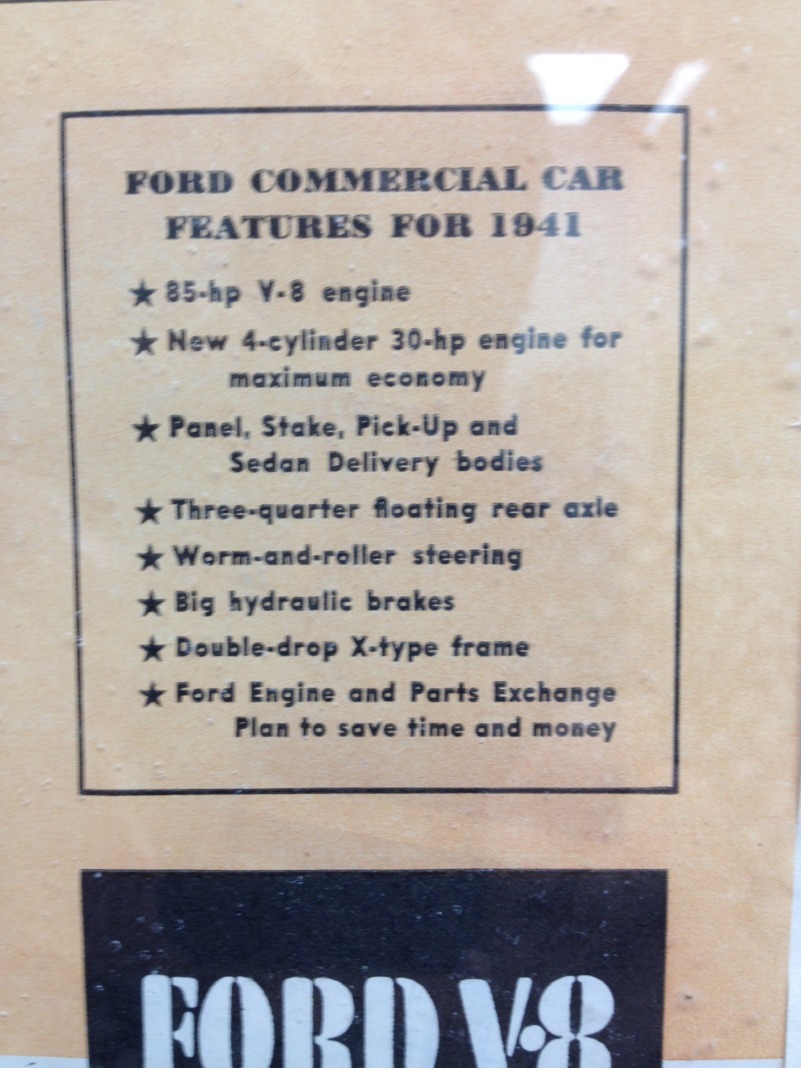 FORD COMMERCIAL CAR
FEATURES FOR 1941
★ 85-hp V-8 engine
★ New 4-cylinder 30-hp engine for
maximum economy
★ Panel, Stake, Pick-Up and
Sedan Delivery bodies
★ Three-quarter floating rear axle
★ Worm-and-roller steering
★ Big hydraulic brakes
★ Double-drop X-type frame
★ Ford Engine and Parts Exchange
Plan to save time and money
FORD V·8